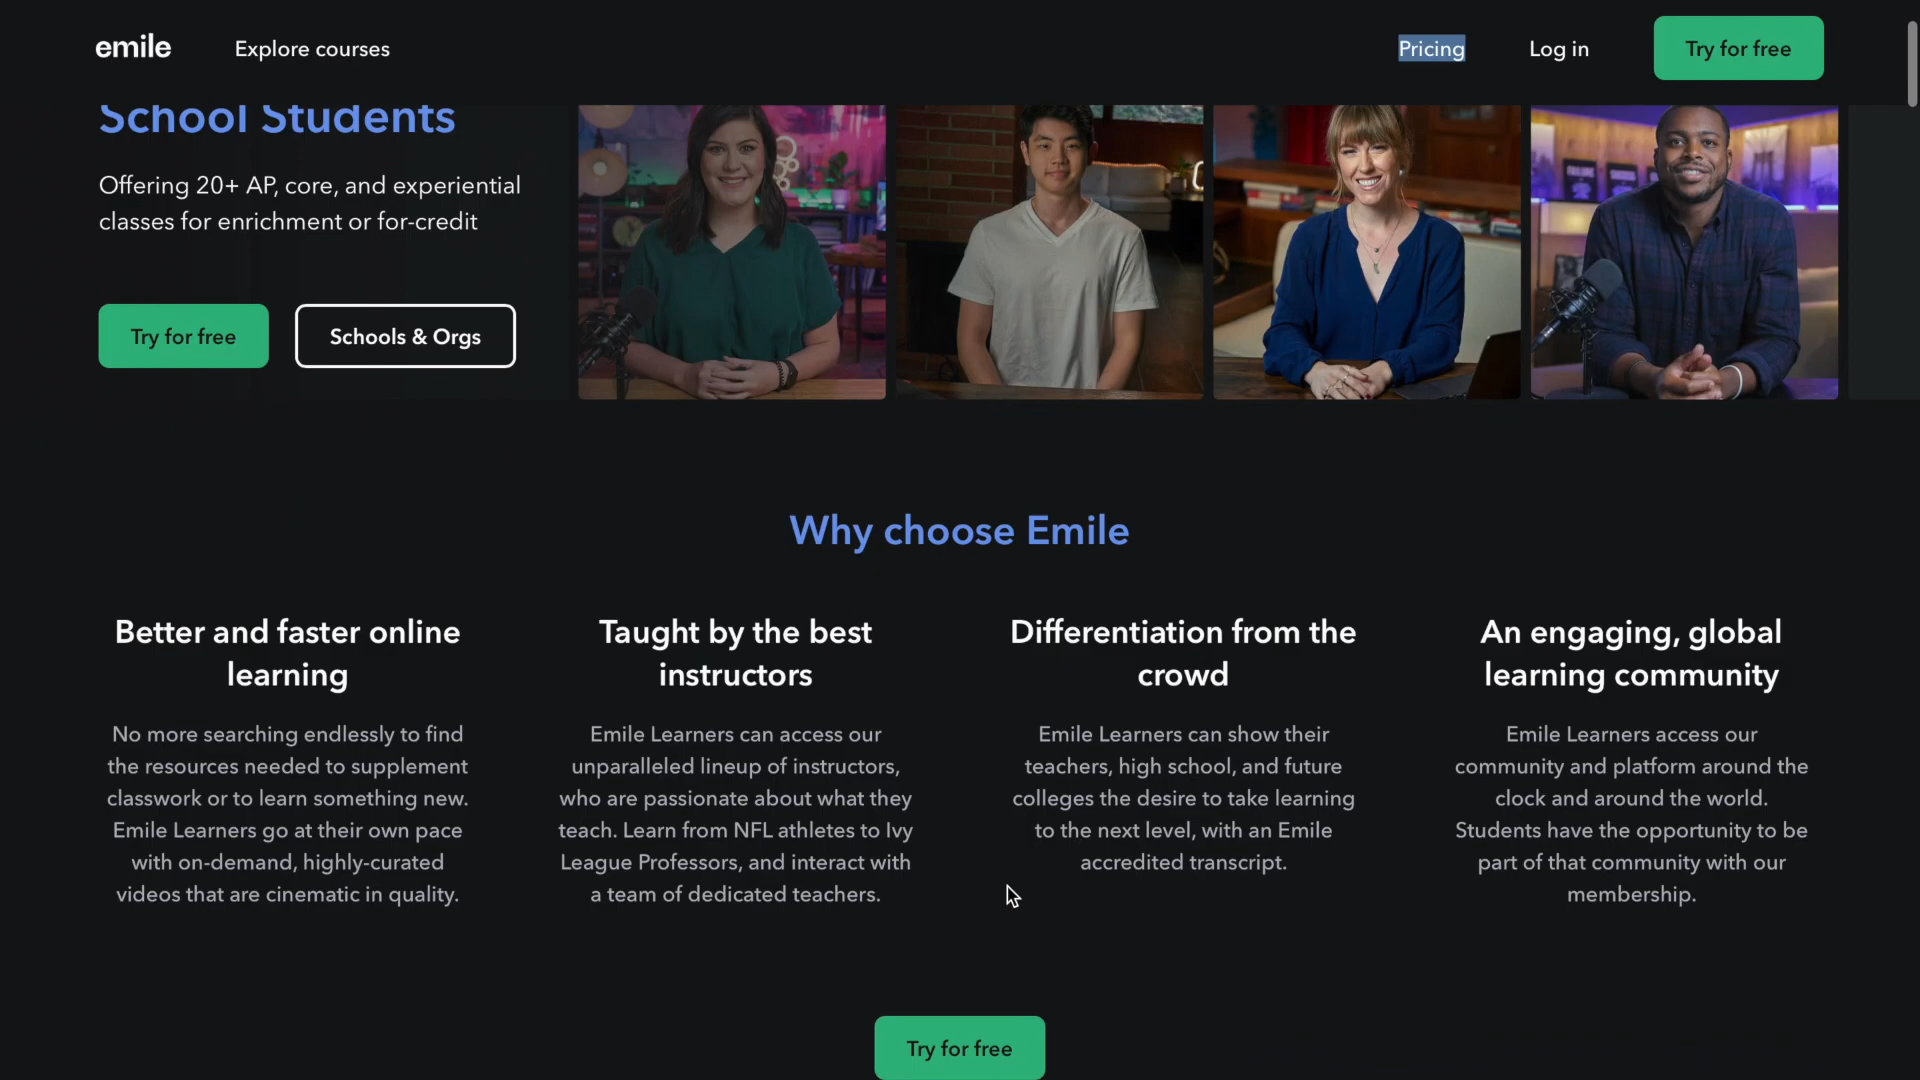 emile
Explore courses
Pricing
Log in
Try for free
School Students
Offering 20+ AP, core, and experiential
classes for enrichment or for-credit
Try for free
Schools & Orgs
Why choose Emile
Better and faster online
learning
No more searching endlessly to find
the resources needed to supplement
classwork or to learn something new.
Emile Learners go at their own pace
with on-demand, highly-curated
videos that are cinematic in quality.
Taught by the best
instructors
Emile Learners can access our
unparalleled lineup of instructors,
who are passionate about what they
teach. Learn from NFL athletes to Ivy
League Professors, and interact with
a team of dedicated teachers.
Differentiation from the
crowd
Emile Learners can show their
teachers, high school, and future
colleges the desire to take learning
to the next level, with an Emile
accredited transcript.
An engaging, global
learning community
Emile Learners access our
community and platform around the
clock and around the world.
Students have the opportunity to be
part of that community with our
membership.
Try for free